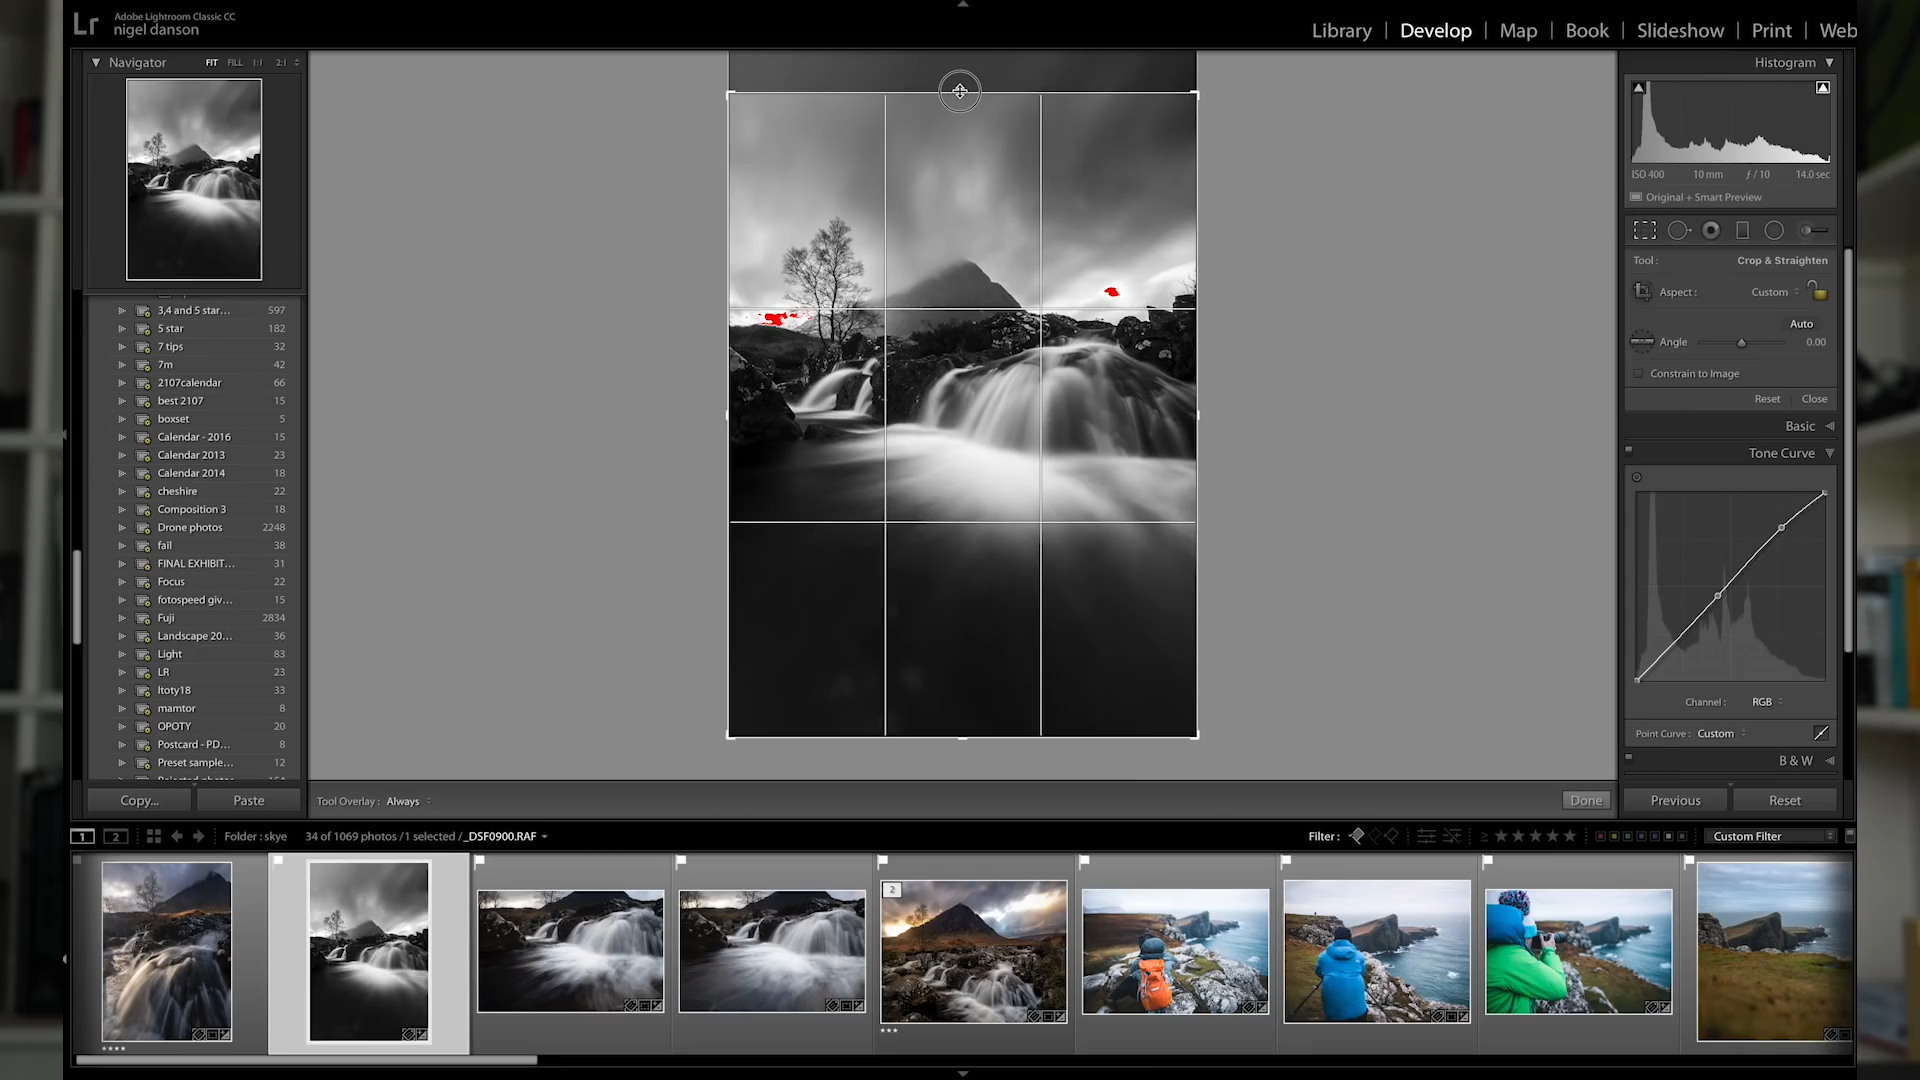 Lr
Adobe Lightroom Classic CC
nigel danson
Library | Develop | Map | Book | Slideshow | Print | Web
Navigator FIT FILL 1:1 2:1
3,4 and 5 star... 597
5 star 182
7 tips 32
7m 42
2107calendar 66
best 2107 15
boxset 5
Calendar - 2016 15
Calendar 2013 23
Calendar 2014 18
cheshire 22
Composition 3 18
Drone photos 2248
fail 38
FINAL EXHIBIT... 31
Focus 22
fotospeed giv... 15
Fuji 2834
Landscape 20... 36
Light 83
LR 23
ltoty18 33
mamtor 8
OPOTY 20
Postcard - PD... 8
Preset sample... 12
Copy... Paste
Tool Overlay : Always
Done
Histogram
ISO 400 10 mm f / 10 14.0 sec
Original + Smart Preview
Tool : Crop & Straighten
Aspect : Custom
Auto
Angle 0.00
Constrain to Image
Reset Close
Basic
Tone Curve
Channel : RGB
Point Curve : Custom
B & W
Previous Reset
1 2 Folder : skye 34 of 1069 photos / 1 selected / _DSF0900.RAF
Filter : ≥ ★★★★★ Custom Filter
2